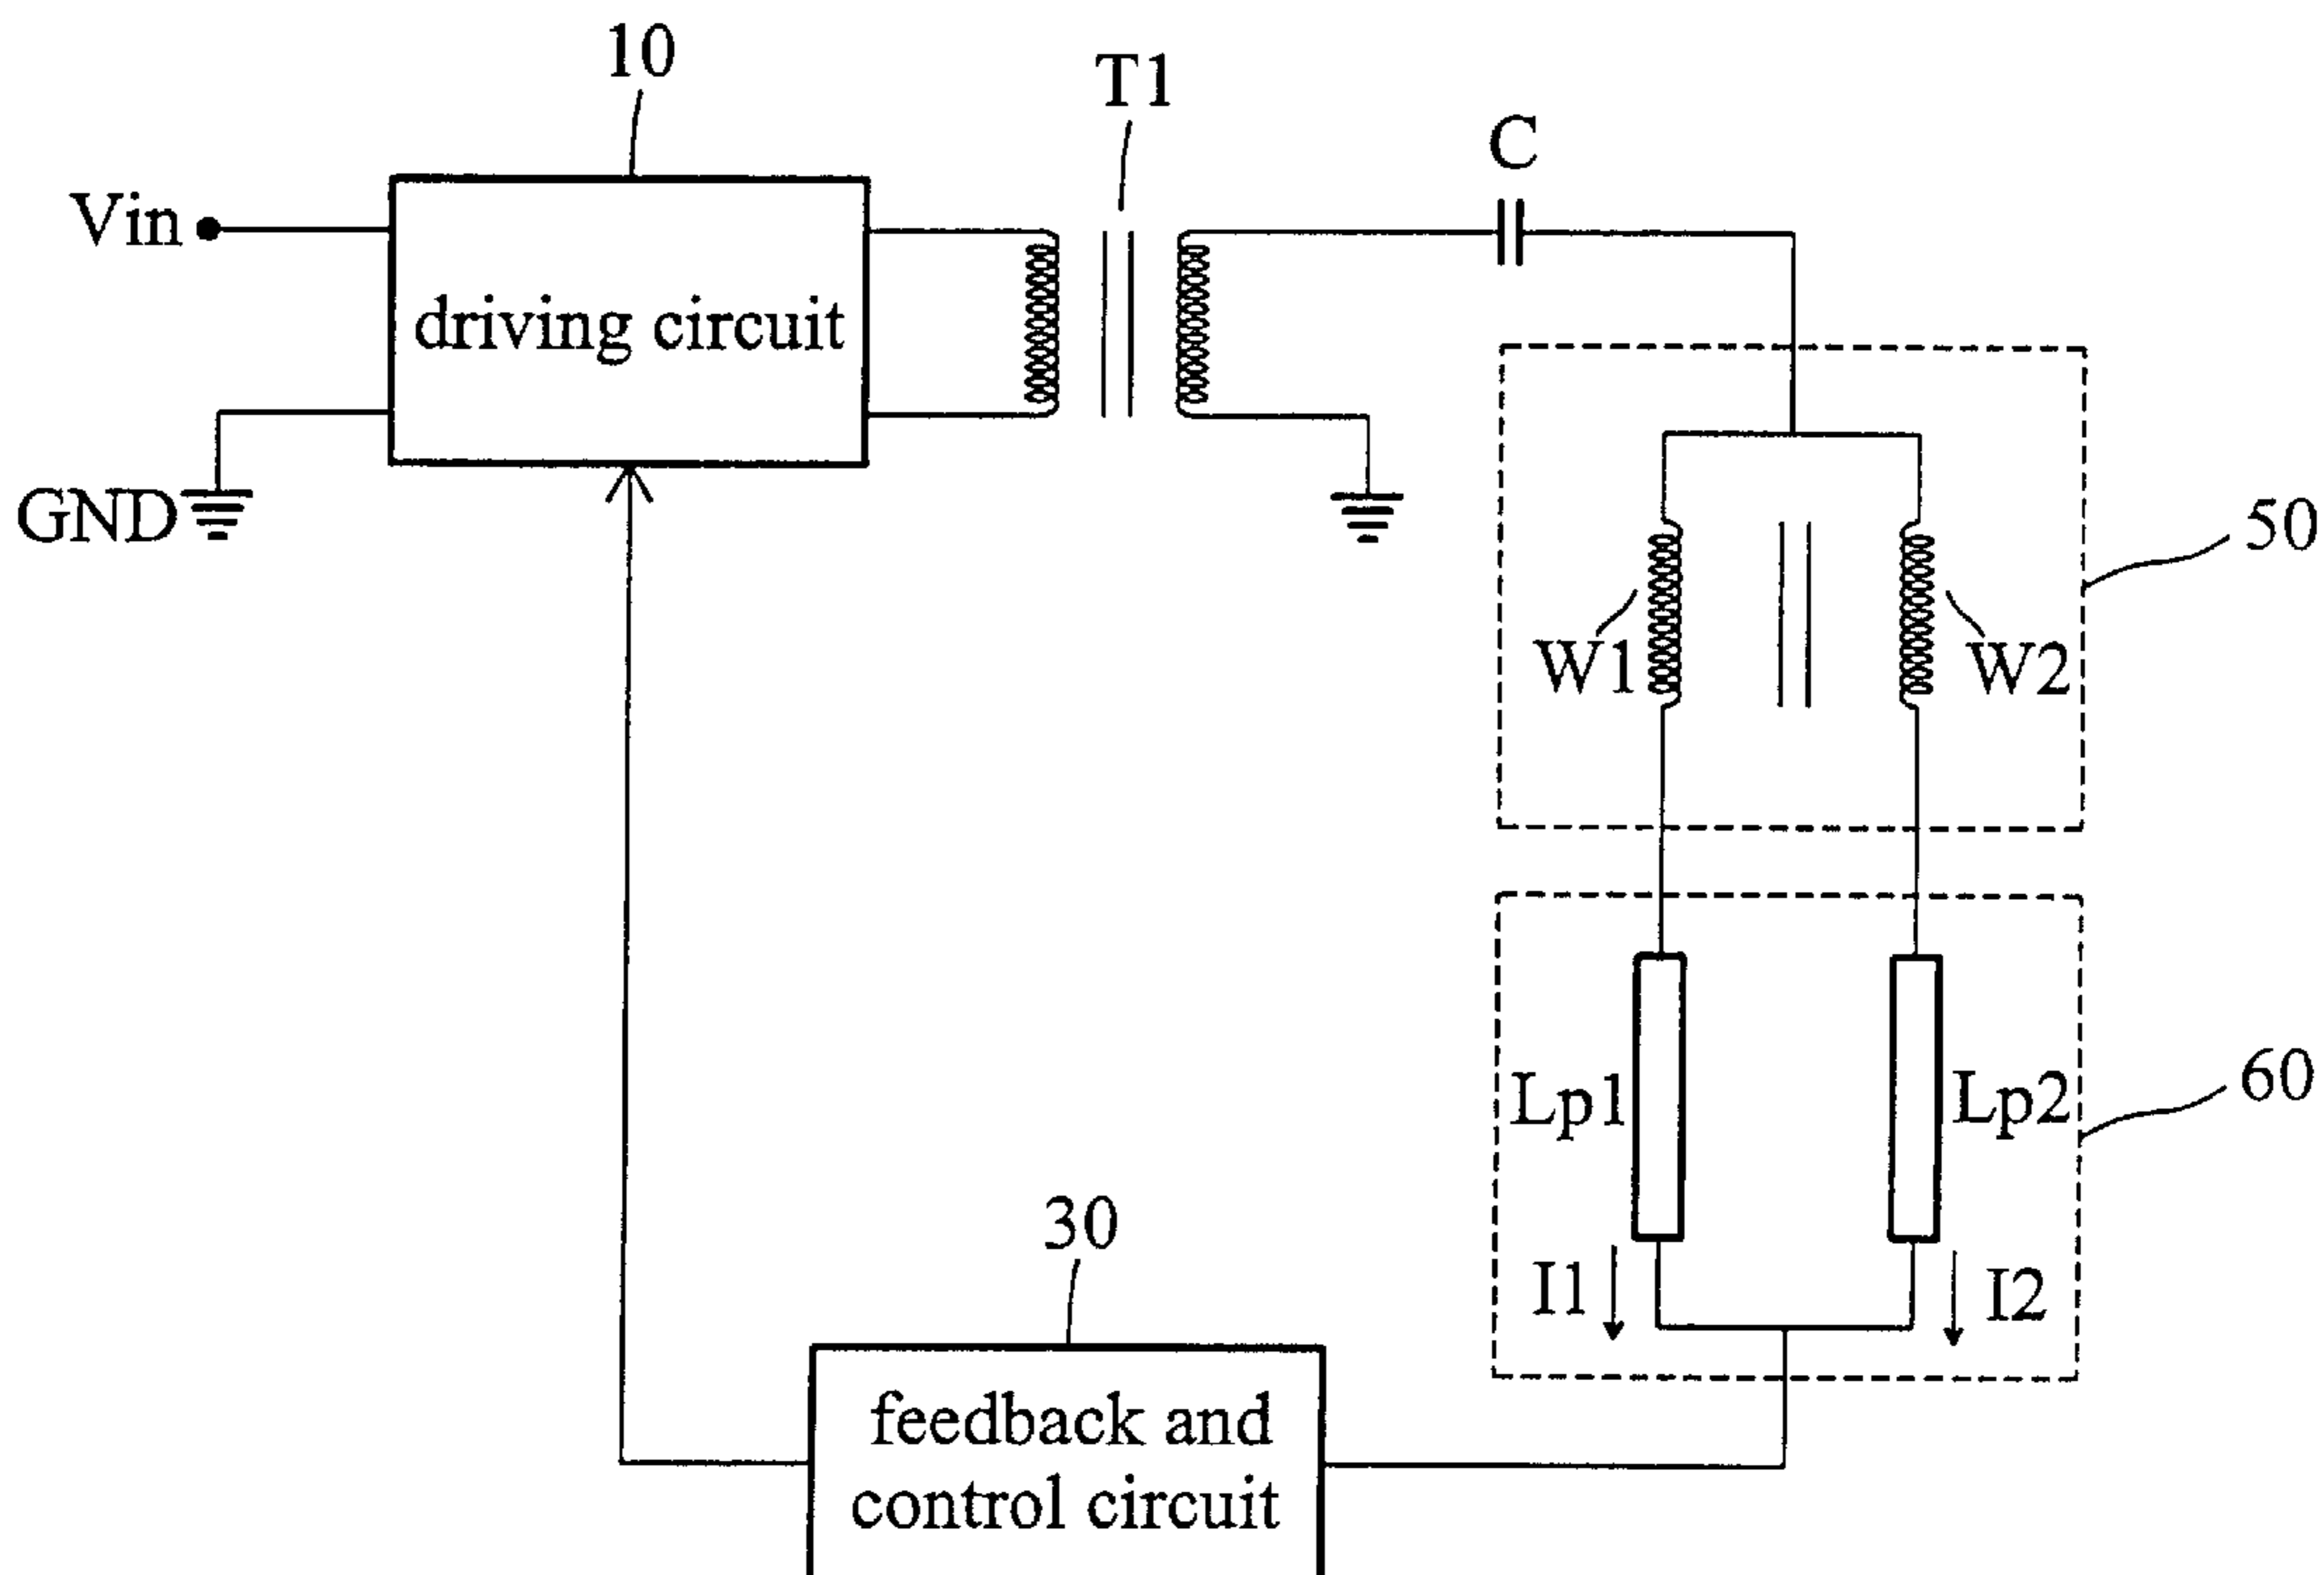 10
T1
C
Vin
driving circuit
GND
50
W1
W2
Lp1
Lp2
60
30
I1
I2
feedback and
control circuit